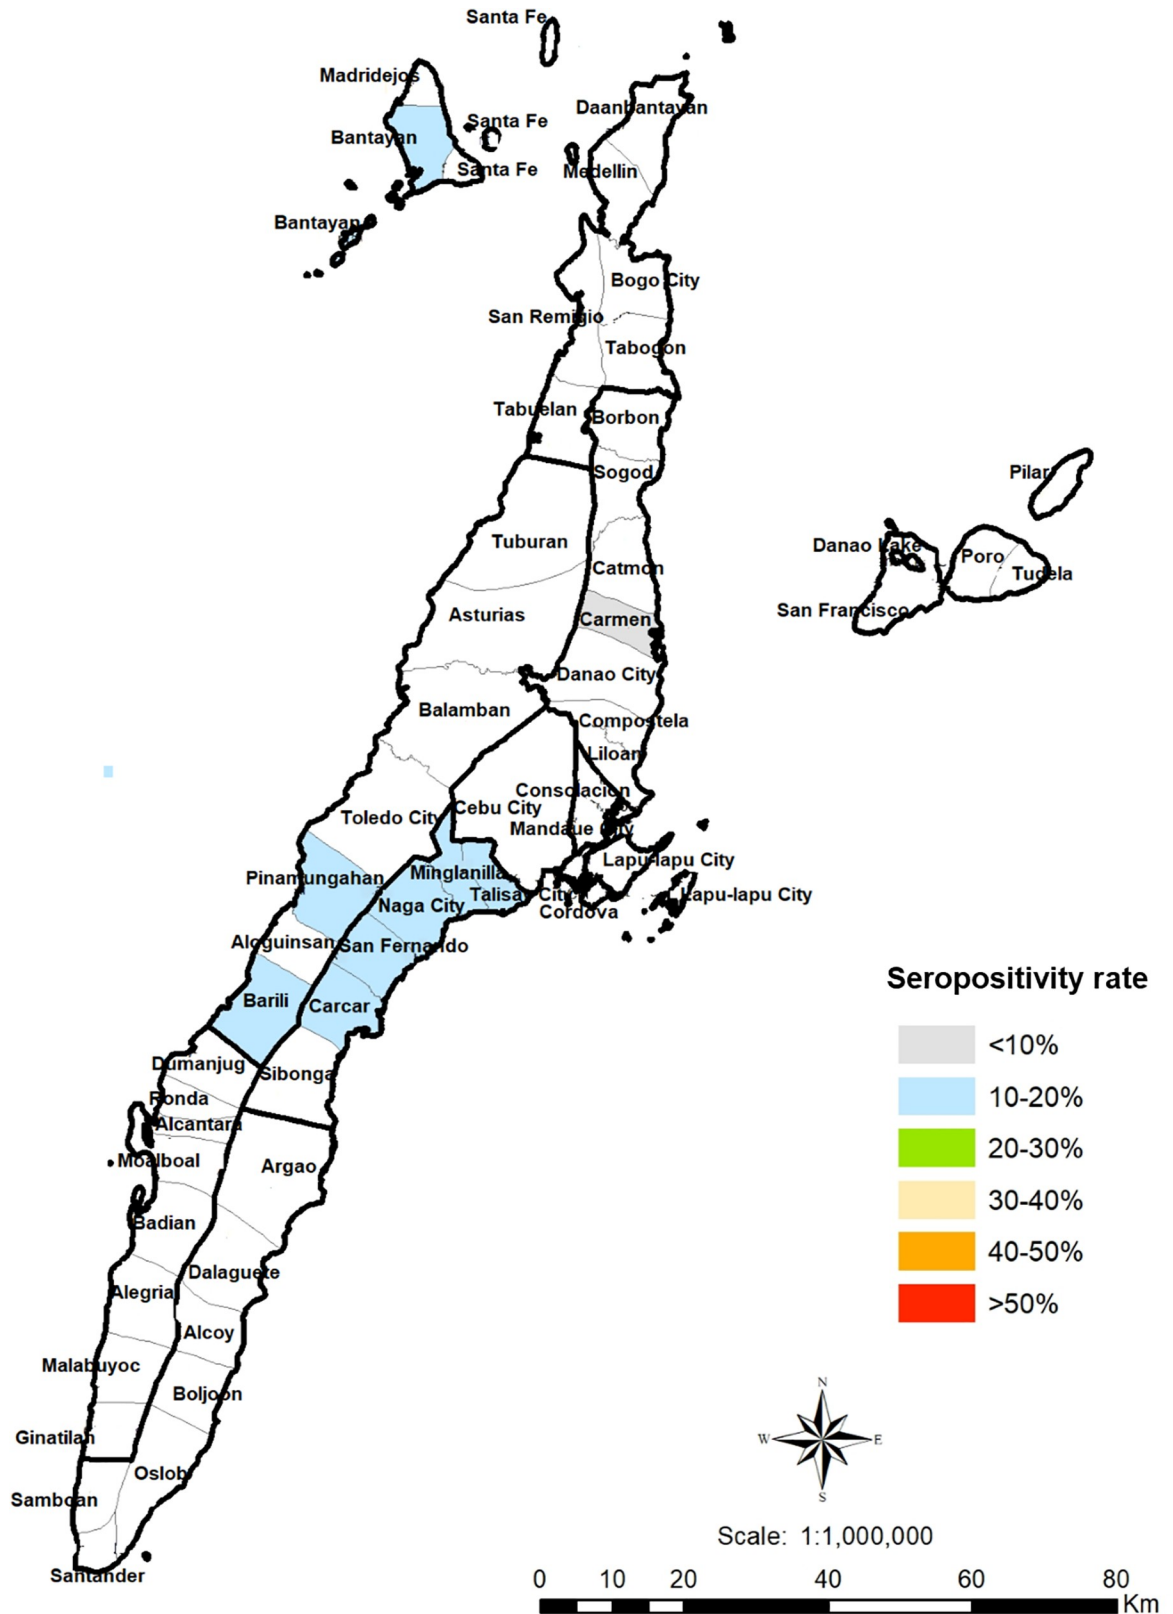 Santa Fe
Madridejos
Daanbantayan
Santa Fe
Bantayan
Santa Fe
Medellin
Bantayan
Bogo City
San Remigio
Tabogon
Tabuelan
Borbon
Sogod
Pilar
Tuburan
Danao Lake
Poro
Catmon
Tudela
San Francisco
Asturias
Carmen
Danao City
Balamban
Compostela
Liloan
Consolacion
Cebu City
Toledo City
Mandaue City
Lapu-lapu City
Minglanilla
Pinamungahan
Talisay City
Lapu-lapu City
Naga City
Cordova
Aloguinsan
San Fernando
Barili
Carcar
Seropositivity rate
<10%
10-20%
20-30%
30-40%
40-50%
>50%
Dumanjug
Sibonga
Ronda
Alcantara
Moalboal
Argao
Badian
Dalaguete
Alegria
Alcoy
Malabuyoc
Boljoon
Ginatilan
Oslob
Samboan
Santander
N
W E
S
Scale: 1:1,000,000
0 10 20 40 60 80
Km